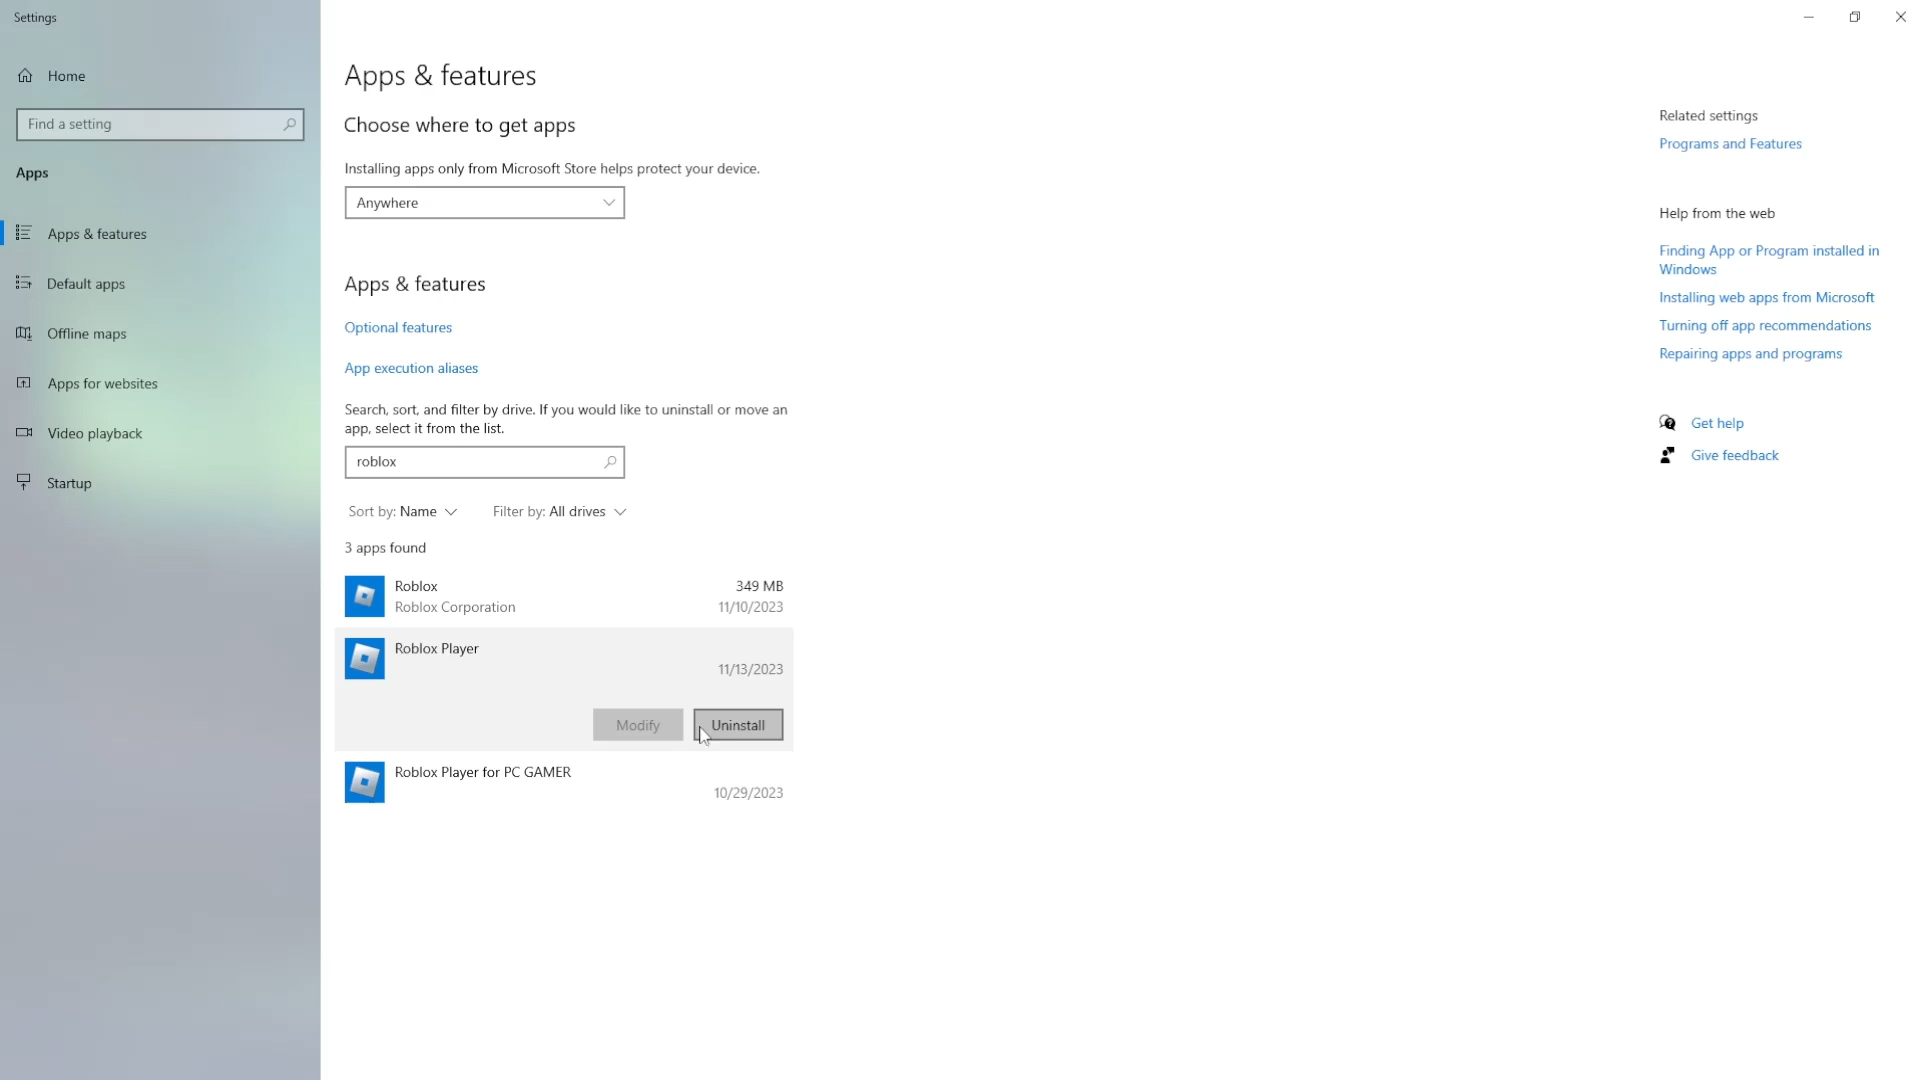 Settings
Home
Find a setting
Apps
Apps & features
Default apps
Offline maps
Apps for websites
Video playback
Startup
Apps & features
Choose where to get apps
Installing apps only from Microsoft Store helps protect your device.
Anywhere
Apps & features
Optional features
App execution aliases
Search, sort, and filter by drive. If you would like to uninstall or move an
app, select it from the list.
roblox
Sort by: Name
Filter by: All drives
3 apps found
Roblox
349 MB
Roblox Corporation
11/10/2023
Roblox Player
11/13/2023
Modify
Uninstall
Roblox Player for PC GAMER
10/29/2023
Related settings
Programs and Features
Help from the web
Finding App or Program installed in
Windows
Installing web apps from Microsoft
Turning off app recommendations
Repairing apps and programs
Get help
Give feedback